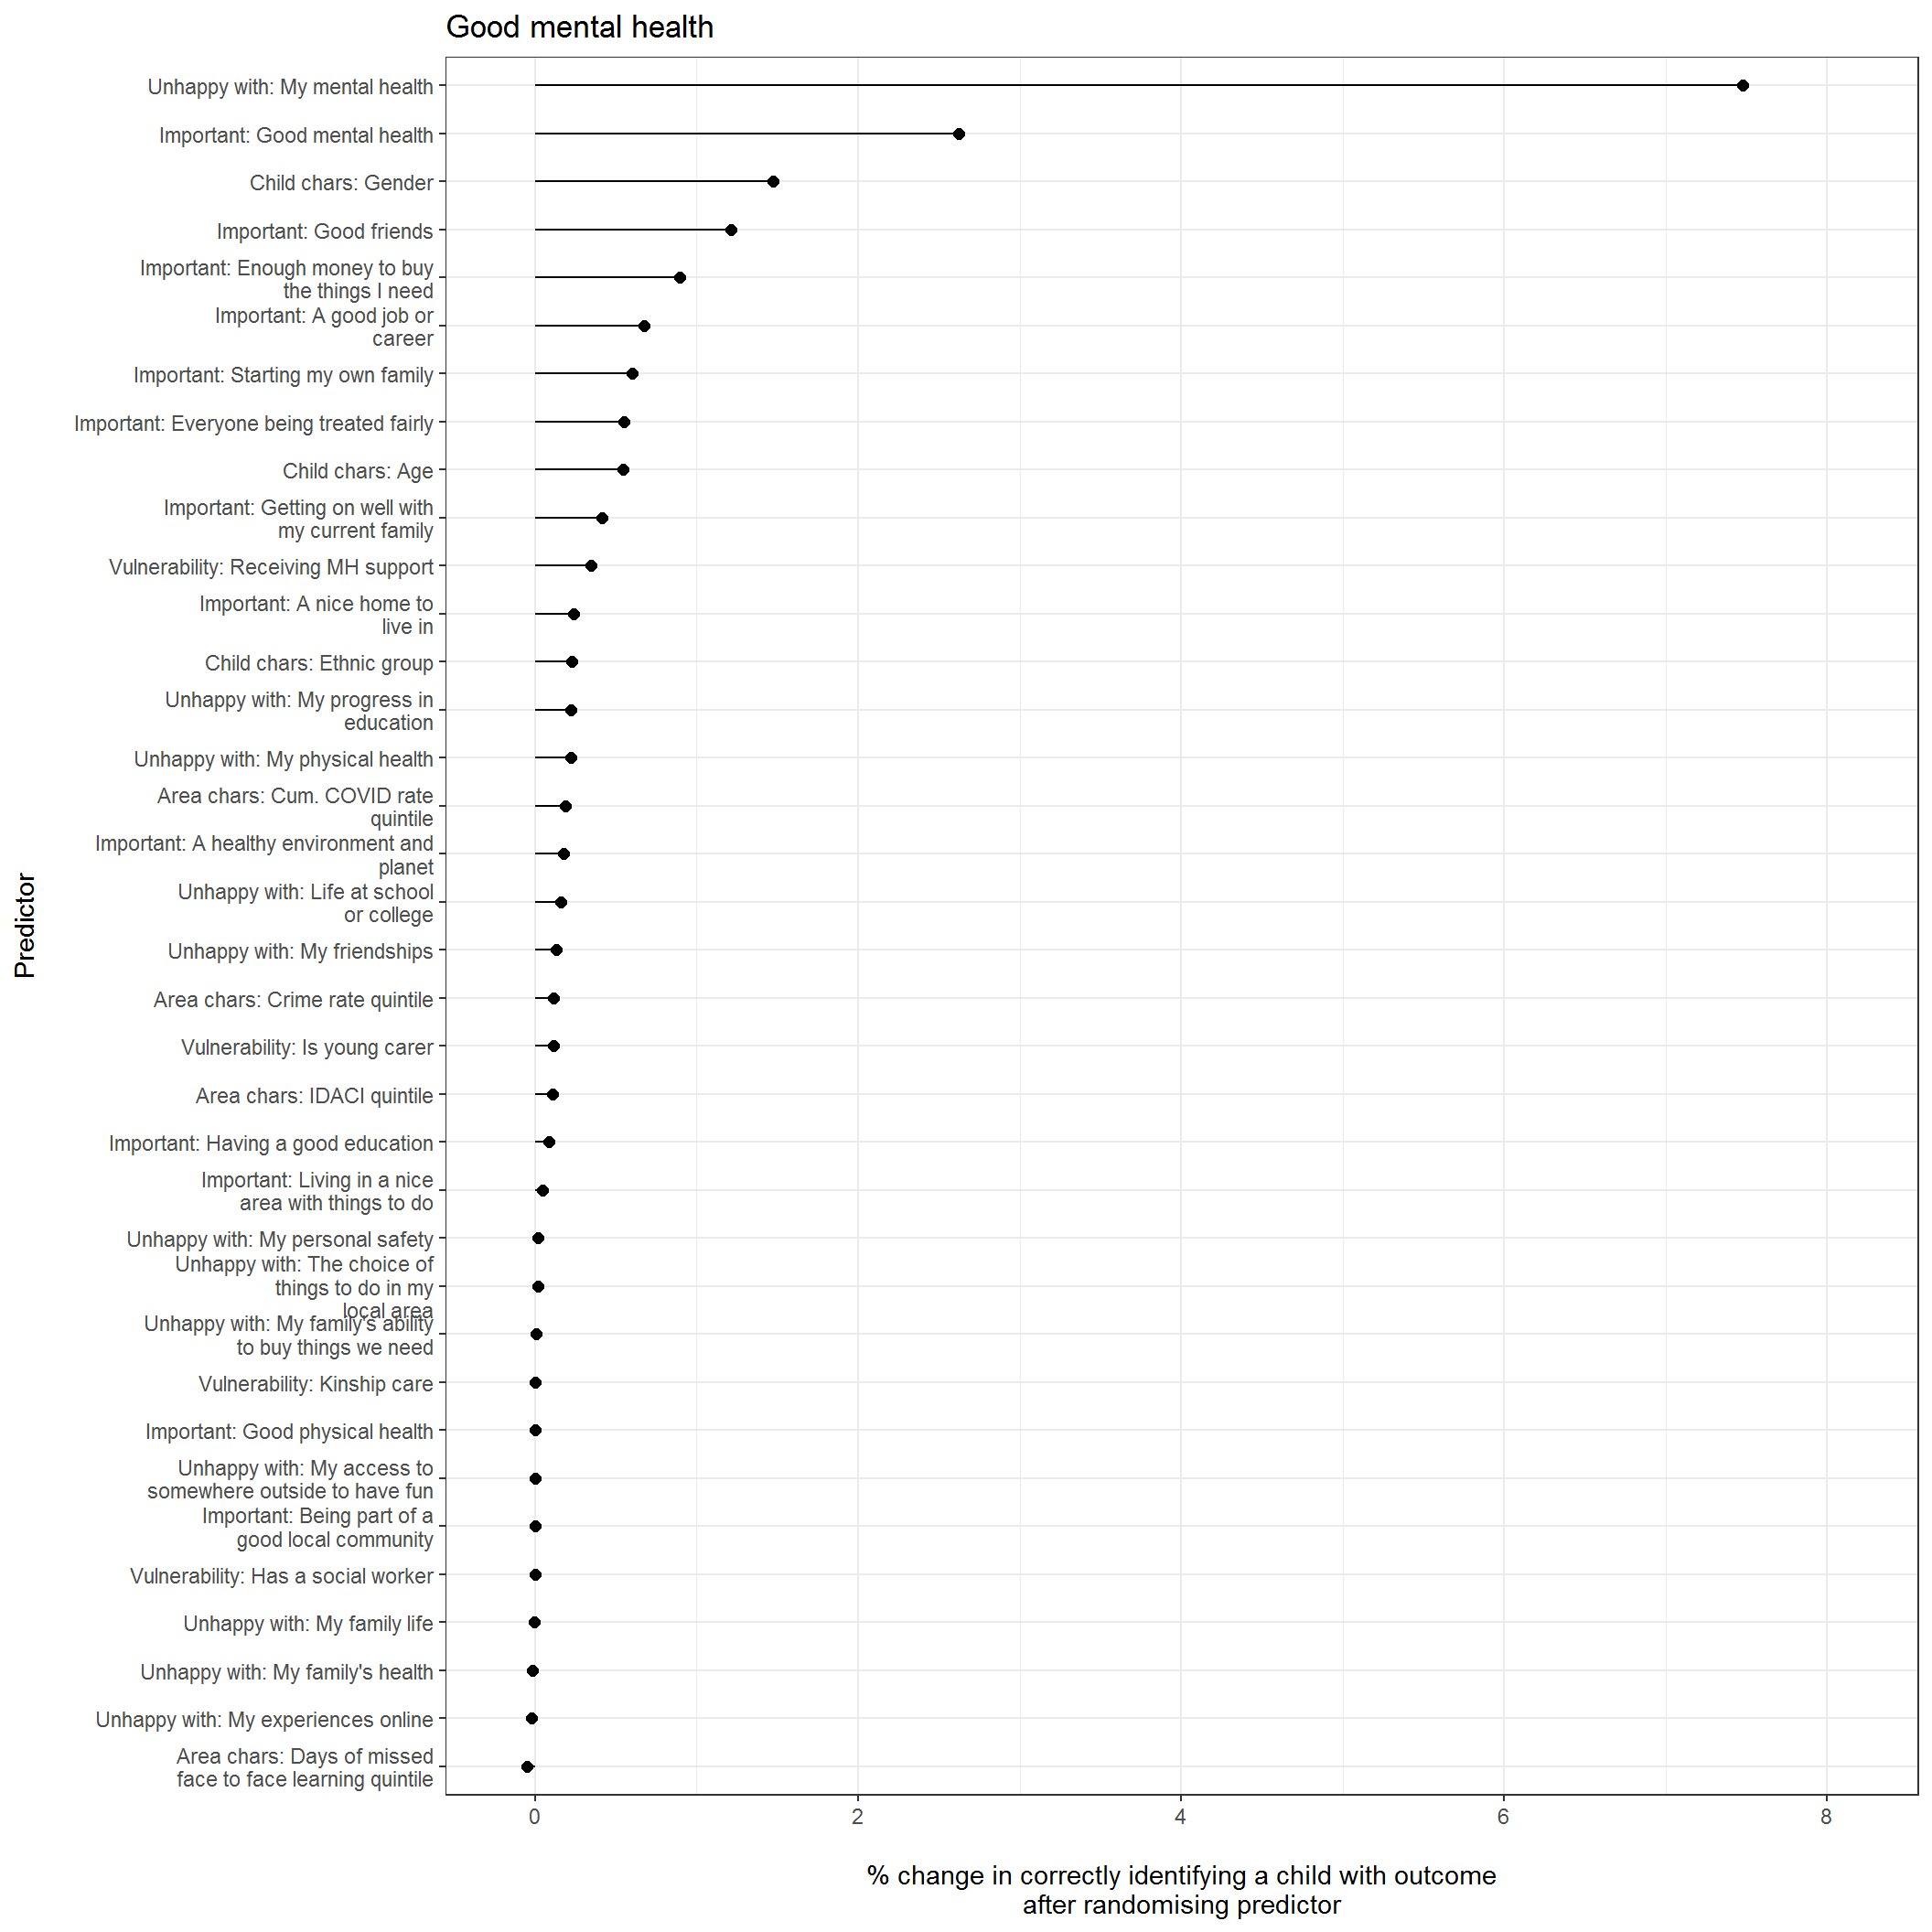 Good mental health
Unhappy with: My mental health
Important: Good mental health
Child chars: Gender
Important: Good friends
Important: Enough money to buy
the things I need
Important: A good job or
career
Important: Starting my own family
Important: Everyone being treated fairly
Child chars: Age
Important: Getting on well with
my current family
Vulnerability: Receiving MH support
Important: A nice home to
live in
Child chars: Ethnic group
Unhappy with: My progress in
education
Unhappy with: My physical health
Area chars: Cum. COVID rate
quintile
Important: A healthy environment and
planet
Unhappy with: Life at school
or college
Unhappy with: My friendships
Area chars: Crime rate quintile
Vulnerability: Is young carer
Area chars: IDACI quintile
Important: Having a good education
Important: Living in a nice
area with things to do
Unhappy with: My personal safety
Unhappy with: The choice of
things to do in my
local area
Unhappy with: My family's ability
to buy things we need
Vulnerability: Kinship care
Important: Good physical health
Unhappy with: My access to
somewhere outside to have fun
Important: Being part of a
good local community
Vulnerability: Has a social worker
Unhappy with: My family life
Unhappy with: My family's health
Unhappy with: My experiences online
Area chars: Days of missed
face to face learning quintile
Predictor
0 2 4 6 8
% change in correctly identifying a child with outcome
after randomising predictor